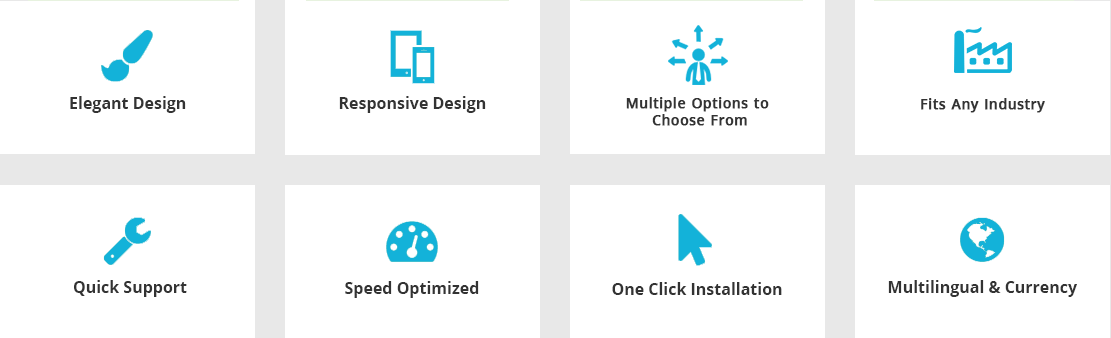 Elegant Design
Responsive Design
Multiple Options to
Choose From
Fits Any Industry
Quick Support
Speed Optimized
One Click Installation
Multilingual & Currency